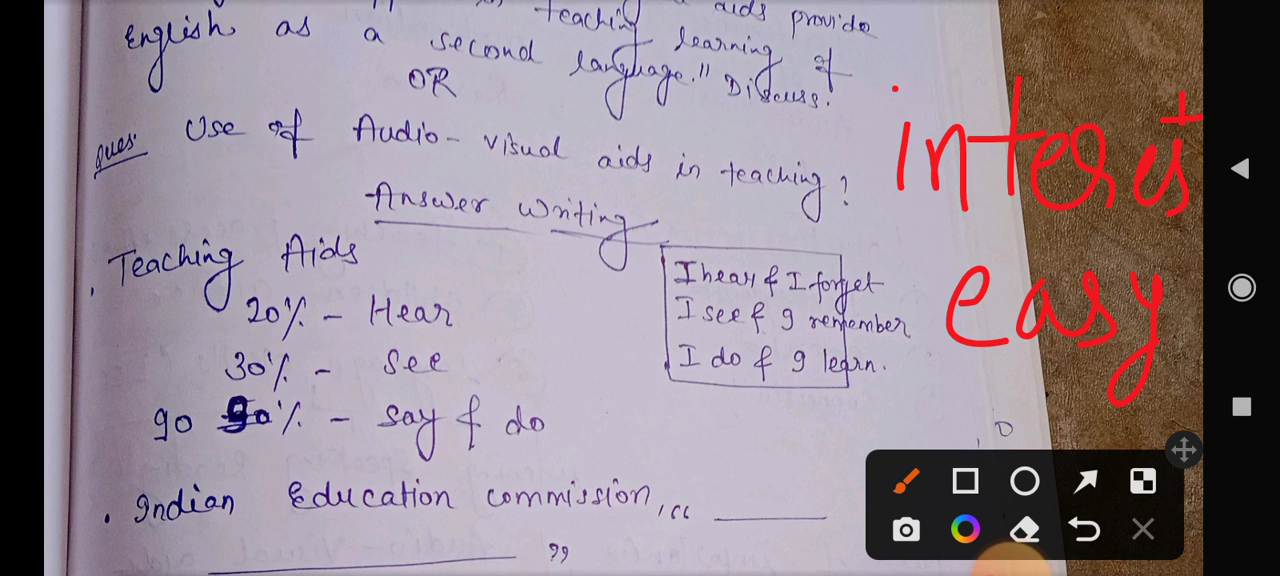 teaching aids provide
English as a second language." Discuss.
learning of
OR
Ques. Use of Audio-visual aids in teaching?
Answer Writing
. Teaching Aids
20% - Hear
30% - See
90 90% - say & do
I hear & I forget
I see & I remember
I do & I learn.
. Indian Education commission, "
"
interest
easy